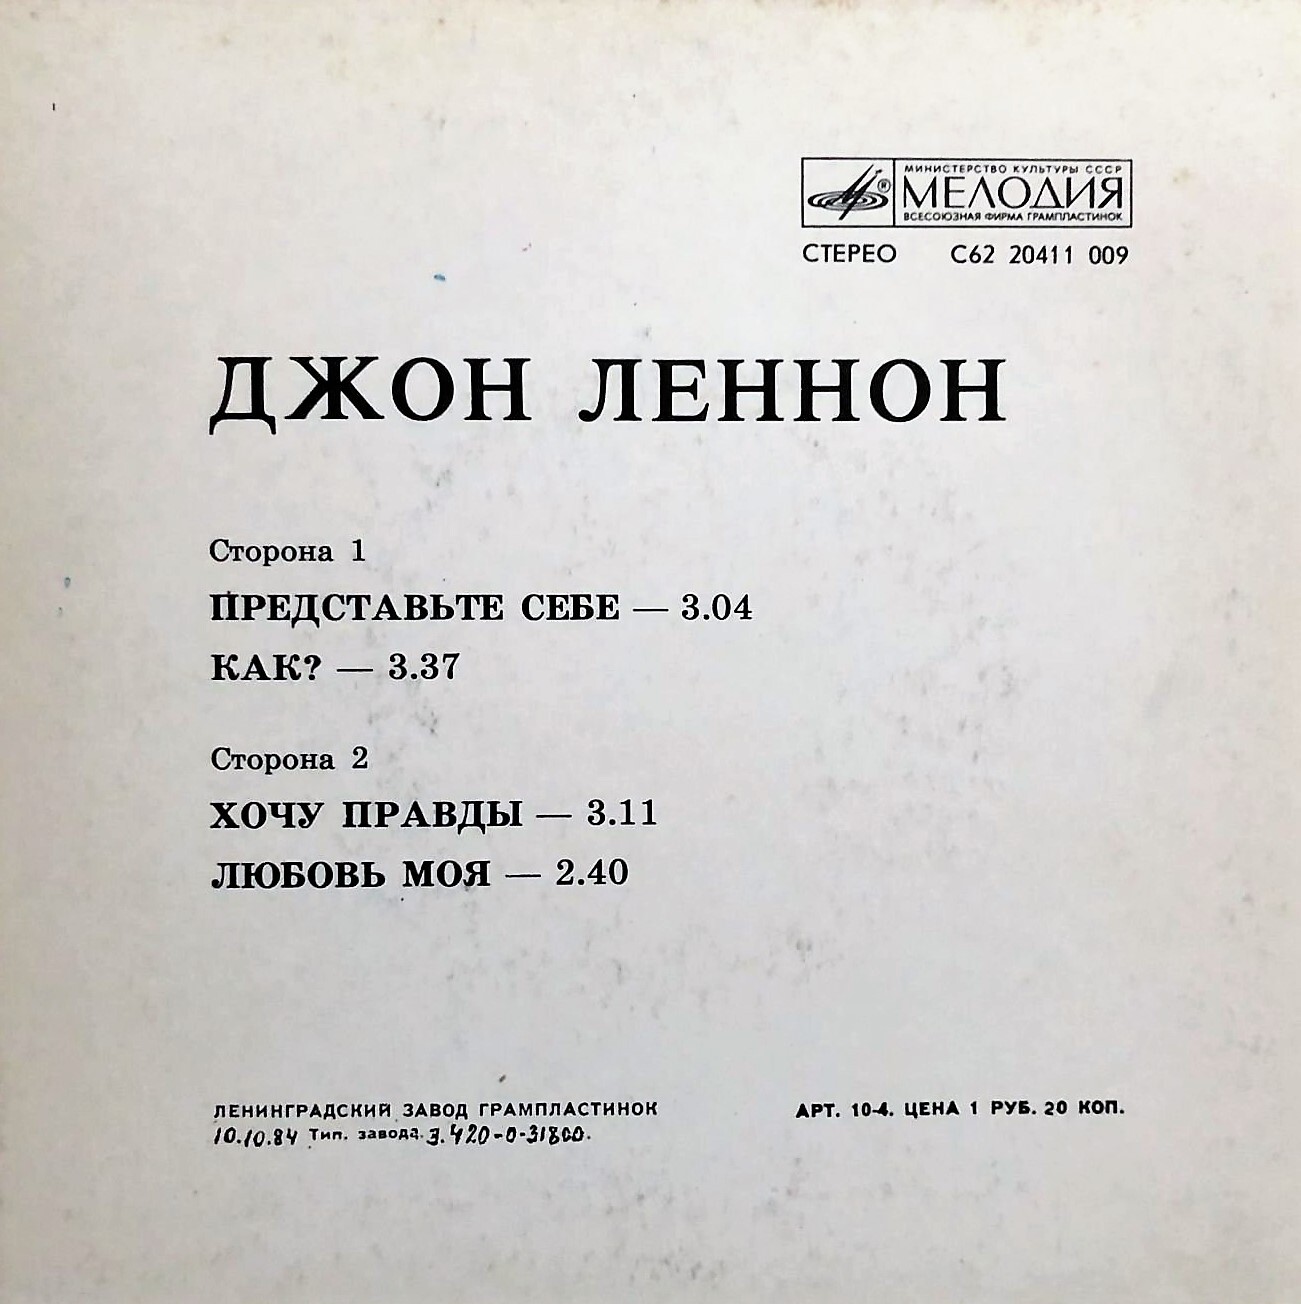 МИНИСТЕРСТВО КУЛЬТУРЫ СССР
МЕЛОДИЯ
ВСЕСОЮЗНАЯ ФИРМА ГРАМПЛАСТИНОК
СТЕРЕО С62 20411 009
ДЖОН ЛЕННОН
Сторона 1
ПРЕДСТАВЬТЕ СЕБЕ — 3.04
КАК? — 3.37
Сторона 2
ХОЧУ ПРАВДЫ — 3.11
ЛЮБОВЬ МОЯ — 2.40
ЛЕНИНГРАДСКИЙ ЗАВОД ГРАМПЛАСТИНОК
10.10.84 Тип. завода. З. 420-0-31800.
АРТ. 10-4. ЦЕНА 1 РУБ. 20 КОП.